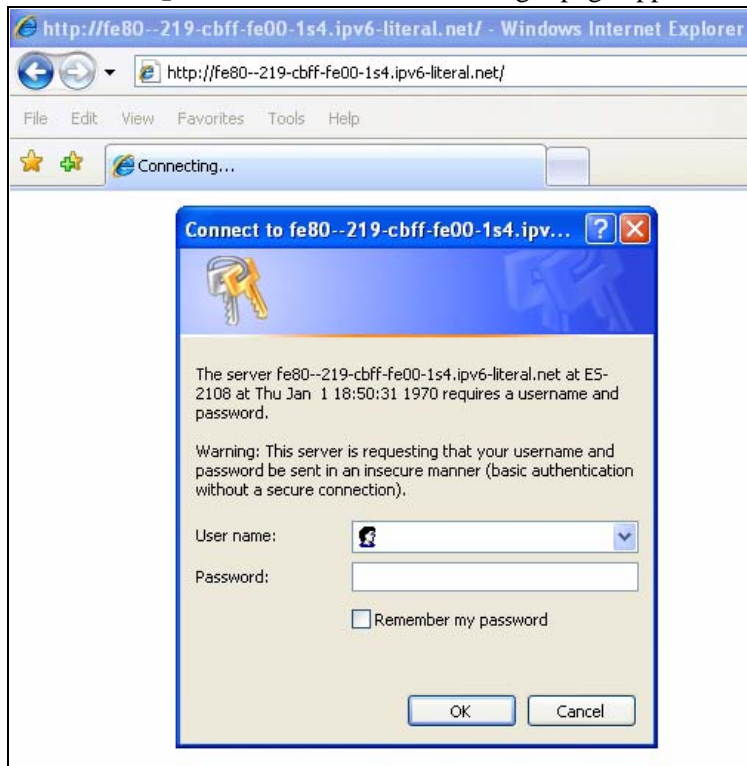 http://fe80--219-cbff-fe00-1s4.ipv6-literal.net/ - Windows Internet Explorer
http://fe80--219-cbff-fe00-1s4.ipv6-literal.net/
File Edit View Favorites Tools Help
Connecting...
Connect to fe80--219-cbff-fe00-1s4.ipv...
The server fe80--219-cbff-fe00-1s4.ipv6-literal.net at ES-
2108 at Thu Jan 1 18:50:31 1970 requires a username and
password.
Warning: This server is requesting that your username and
password be sent in an insecure manner (basic authentication
without a secure connection).
User name:
Password:
Remember my password
OK Cancel